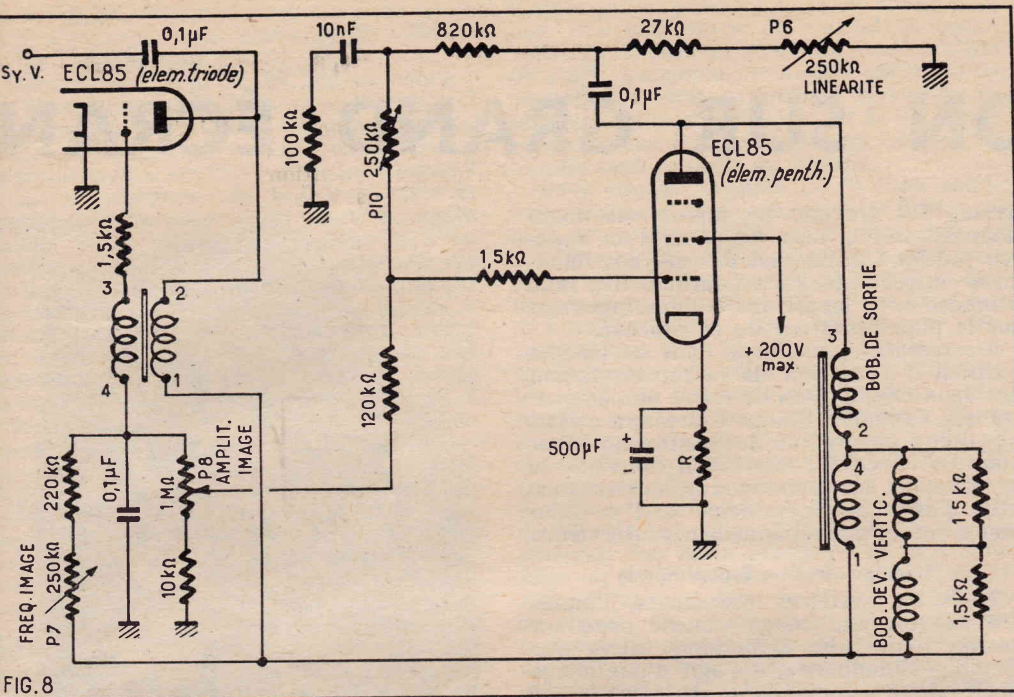 0,1µF
SY. V.
ECL85 (elem.triode)
1,5kΩ
3
2
4
1
220kΩ
0,1µF
1MΩ
P8
AMPLIT.
IMAGE
FREQ.IMAGE
P7
250kΩ
10kΩ
10nF
100kΩ
P10
250kΩ
820kΩ
27kΩ
P6
250kΩ
LINEARITE
0,1µF
ECL85
(élem.penth.)
1,5kΩ
120kΩ
+ 200V
max
500µF
+
-
R
3
BOB. DE SORTIE
2
4
1
BOB. DEV. VERTIC.
1,5 kΩ
1,5kΩ
FIG.8